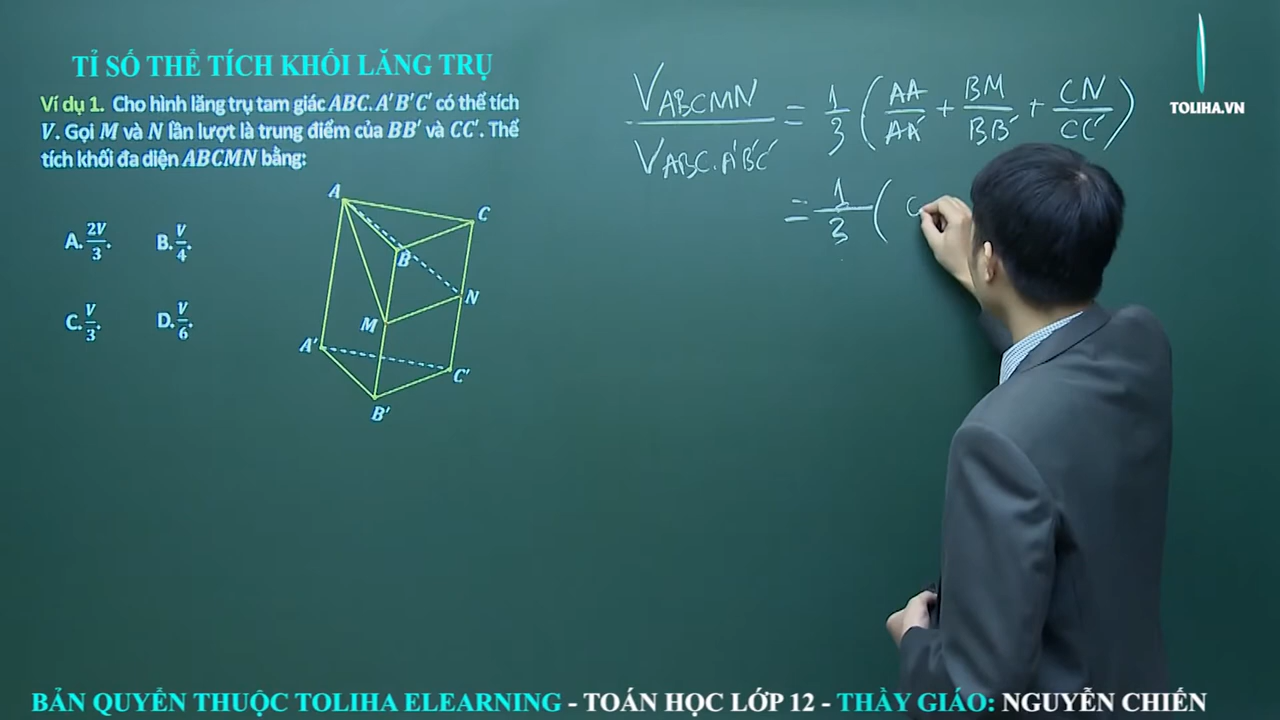 TỈ SỐ THỂ TÍCH KHỐI LĂNG TRỤ
Ví dụ 1. Cho hình lăng trụ tam giác ABC.A'B'C' có thể tích
V. Gọi M và N lần lượt là trung điểm của BB' và CC'. Thể
tích khối đa diện ABCMN bằng:
A. 2V/3. B. V/4.
C. V/3. D. V/6.
A
C
B
N
M
A'
C'
B'
V_ABCMN / V_ABC.A'B'C' = 1/3 ( AA/AA' + BM/BB' + CN/CC' )
= 1/3 (
TOLIHA.VN
BẢN QUYỀN THUỘC TOLIHA ELEARNING - TOÁN HỌC LỚP 12 - THẦY GIÁO: NGUYỄN CHIẾN